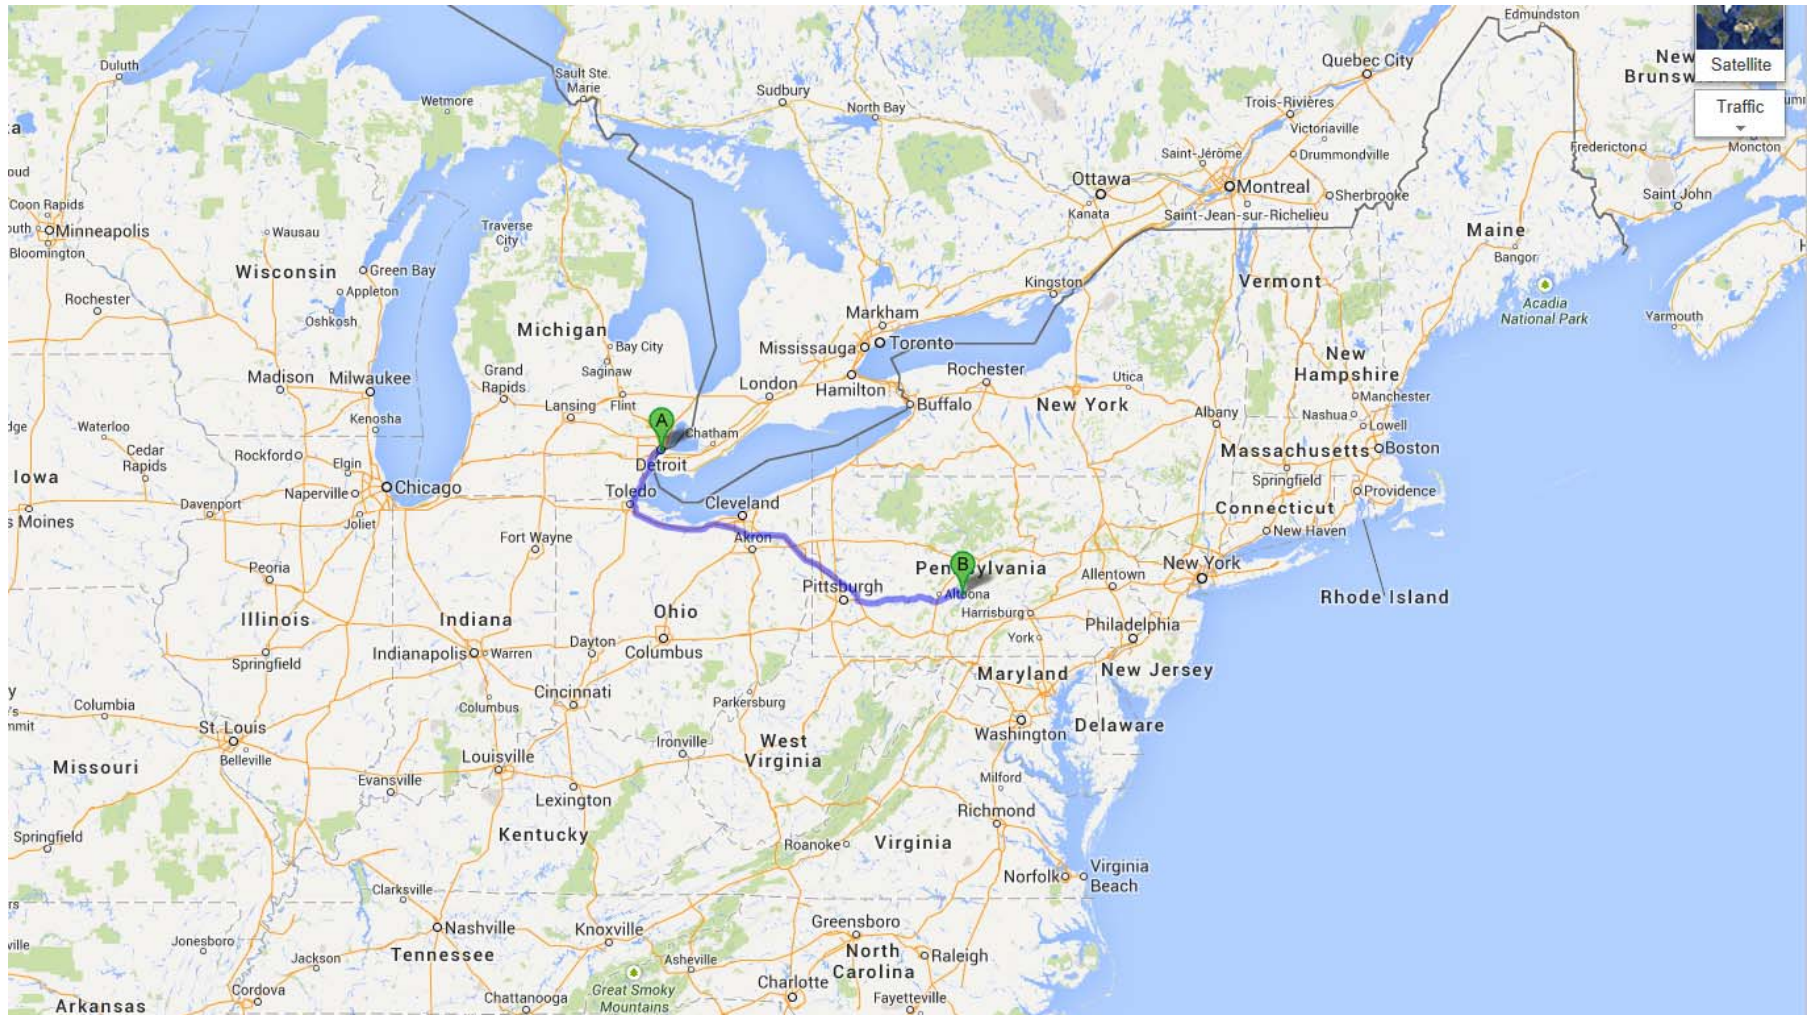 Edmundston
Duluth
Sault Ste.
Marie
Quebec City
New
Brunsw
Satellite
Wetmore
Sudbury
North Bay
Trois-Rivières
Traffic
Victoriaville
Saint-Jérôme
Drummondville
Fredericton
Moncton
oud
Ottawa
Montreal
Sherbrooke
Saint John
Coon Rapids
Kanata
Saint-Jean-sur-Richelieu
outh
Minneapolis
Wausau
Traverse
City
Maine
Bloomington
Bangor
Wisconsin
Green Bay
Kingston
Vermont
Appleton
Rochester
Acadia
National Park
Oshkosh
Markham
Yarmouth
Michigan
Bay City
Mississauga
Toronto
New
Hampshire
Saginaw
Madison
Milwaukee
Grand
Rapids
London
Hamilton
Rochester
Utica
Manchester
Lansing
Flint
Buffalo
New York
Albany
Nashua
Kenosha
A
Lowell
dge
Waterloo
Chatham
Cedar
Rapids
Rockford
Elgin
Detroit
Massachusetts
Boston
Iowa
Chicago
Naperville
Toledo
Springfield
Providence
Davenport
Cleveland
Connecticut
s Moines
Joliet
Fort Wayne
Akron
New Haven
Peoria
B
Pennsylvania
New York
Allentown
Pittsburgh
Altoona
Rhode Island
Illinois
Indiana
Ohio
Harrisburg
Philadelphia
Dayton
York
Indianapolis
Warren
Columbus
Springfield
Maryland
New Jersey
Cincinnati
Columbia
Columbus
Parkersburg
mmit
St. Louis
Delaware
Washington
Belleville
Ironville
West
Virginia
Louisville
Missouri
Evansville
Milford
Lexington
Richmond
Springfield
Kentucky
Roanoke
Virginia
Norfolk
Virginia
Beach
Clarksville
rs
Nashville
Knoxville
Greensboro
ville
Jonesboro
Tennessee
Jackson
Asheville
North
Carolina
Raleigh
Cordova
Chattanooga
Great Smoky
Mountains
Charlotte
Fayetteville
Arkansas